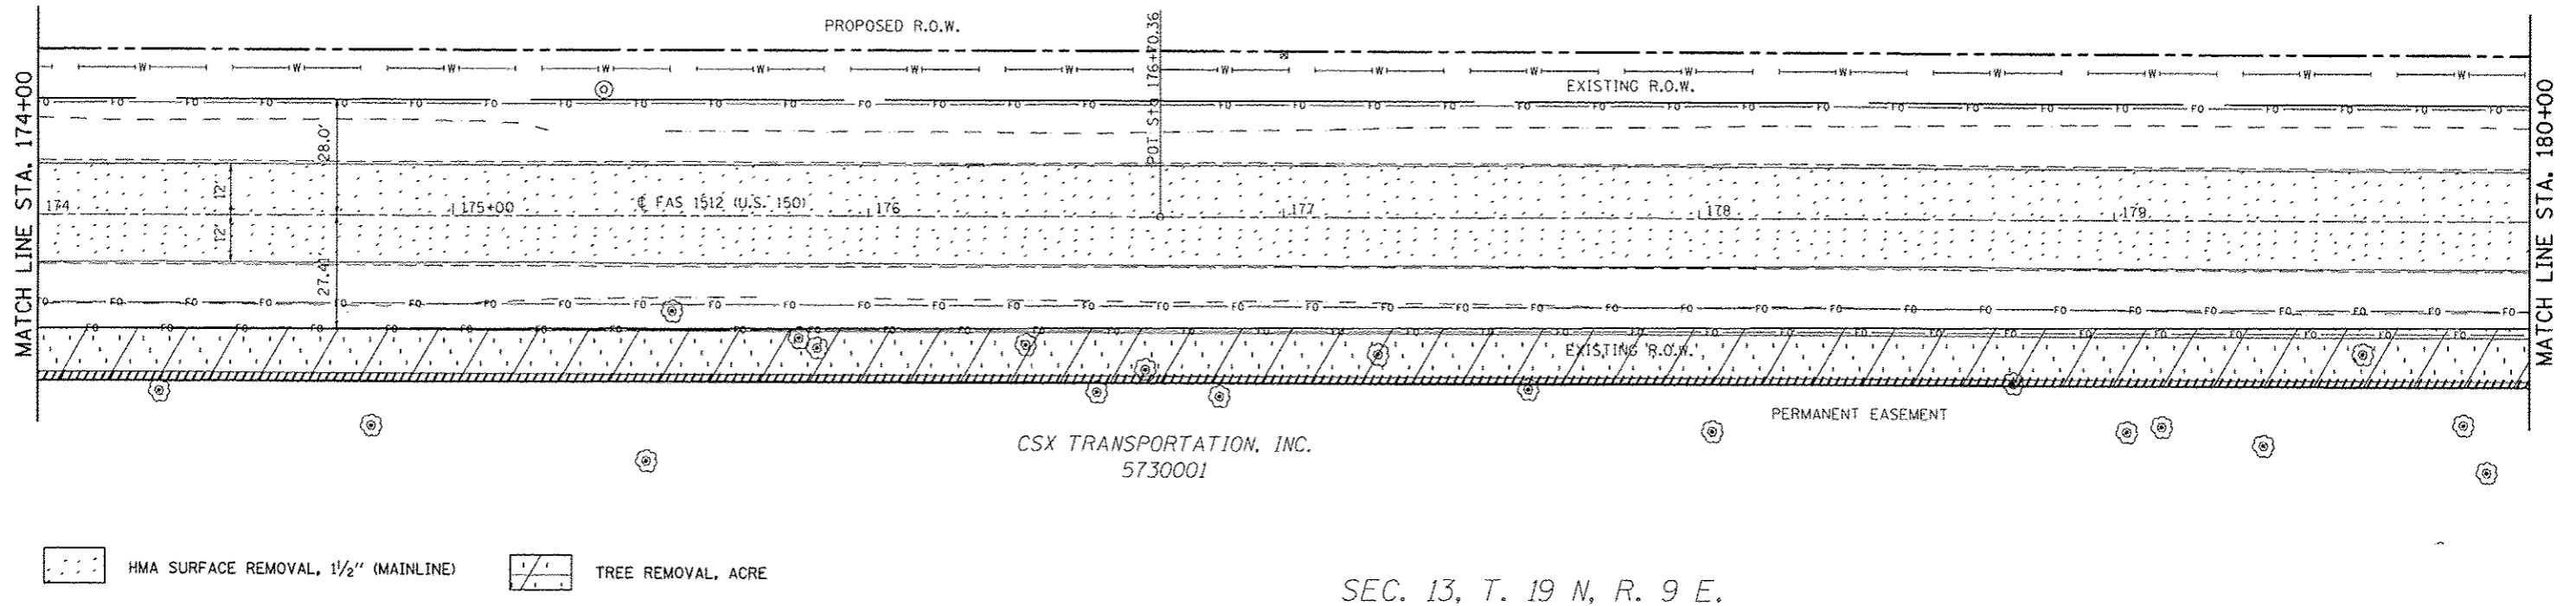 PROPOSED R.O.W.
MATCH LINE STA. 174+00
POT Sta 176+70.36
EXISTING R.O.W.
MATCH LINE STA. 180+00
28.0'
12'
12'
27.41'
174
175+00
℄ FAS 1512 (U.S. 150)
176
177
178
179
EXISTING R.O.W.
PERMANENT EASEMENT
CSX TRANSPORTATION, INC.
5730001
HMA SURFACE REMOVAL, 1½" (MAINLINE)
TREE REMOVAL, ACRE
SEC. 13, T. 19 N, R. 9 E.